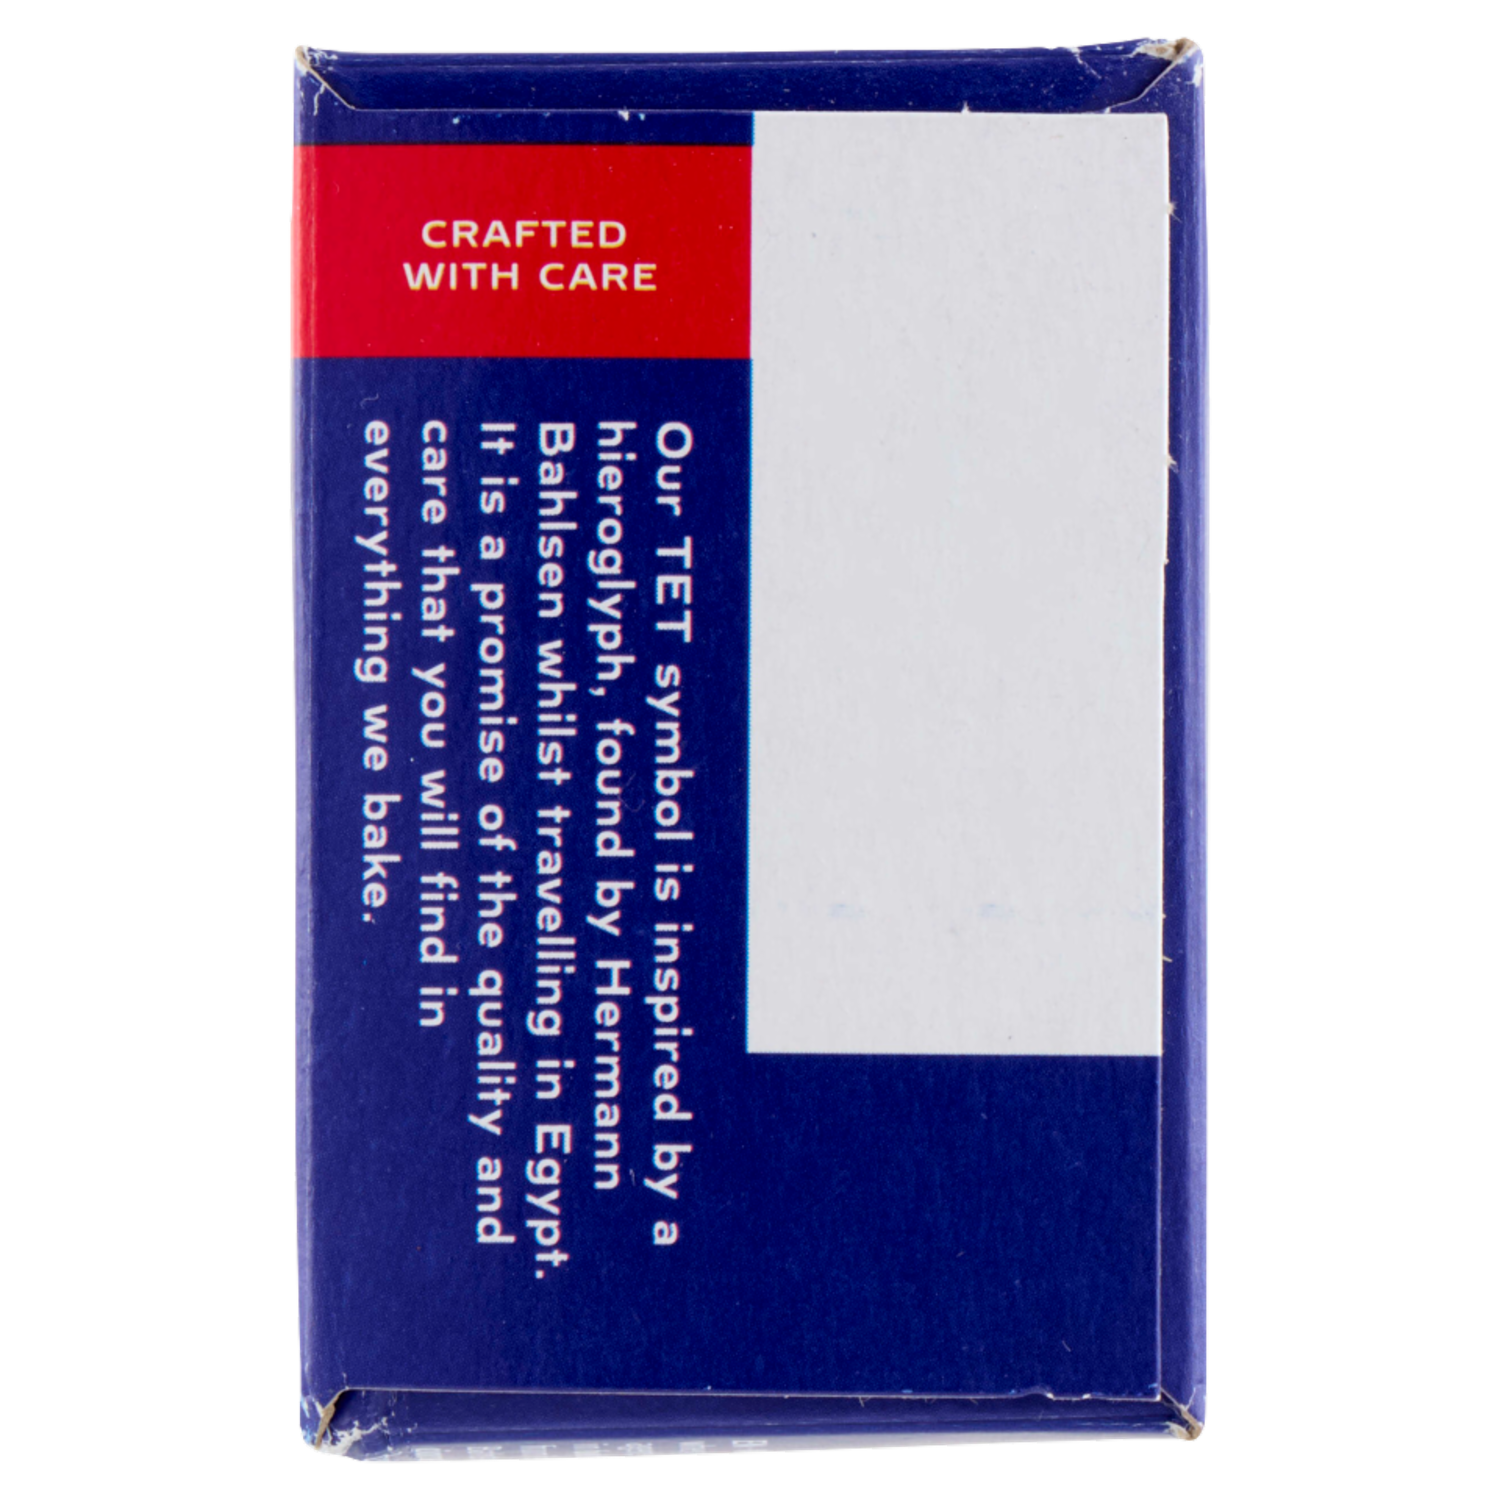 CRAFTED
WITH CARE
Our TET symbol is inspired by a
hieroglyph, found by Hermann
Bahlsen whilst travelling in Egypt.
It is a promise of the quality and
care that you will find in
everything we bake.